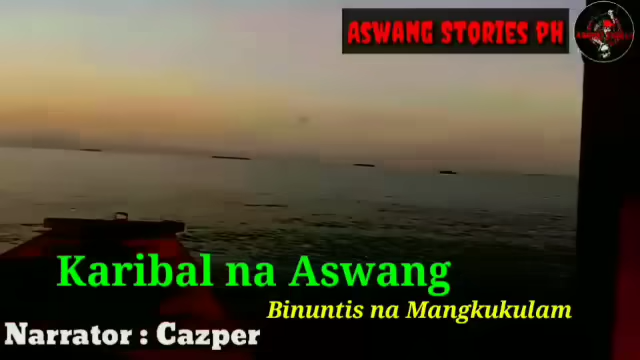 ASWANG STORIES PH
Karibal na Aswang
Binuntis na Mangkukulam
Narrator : Cazper